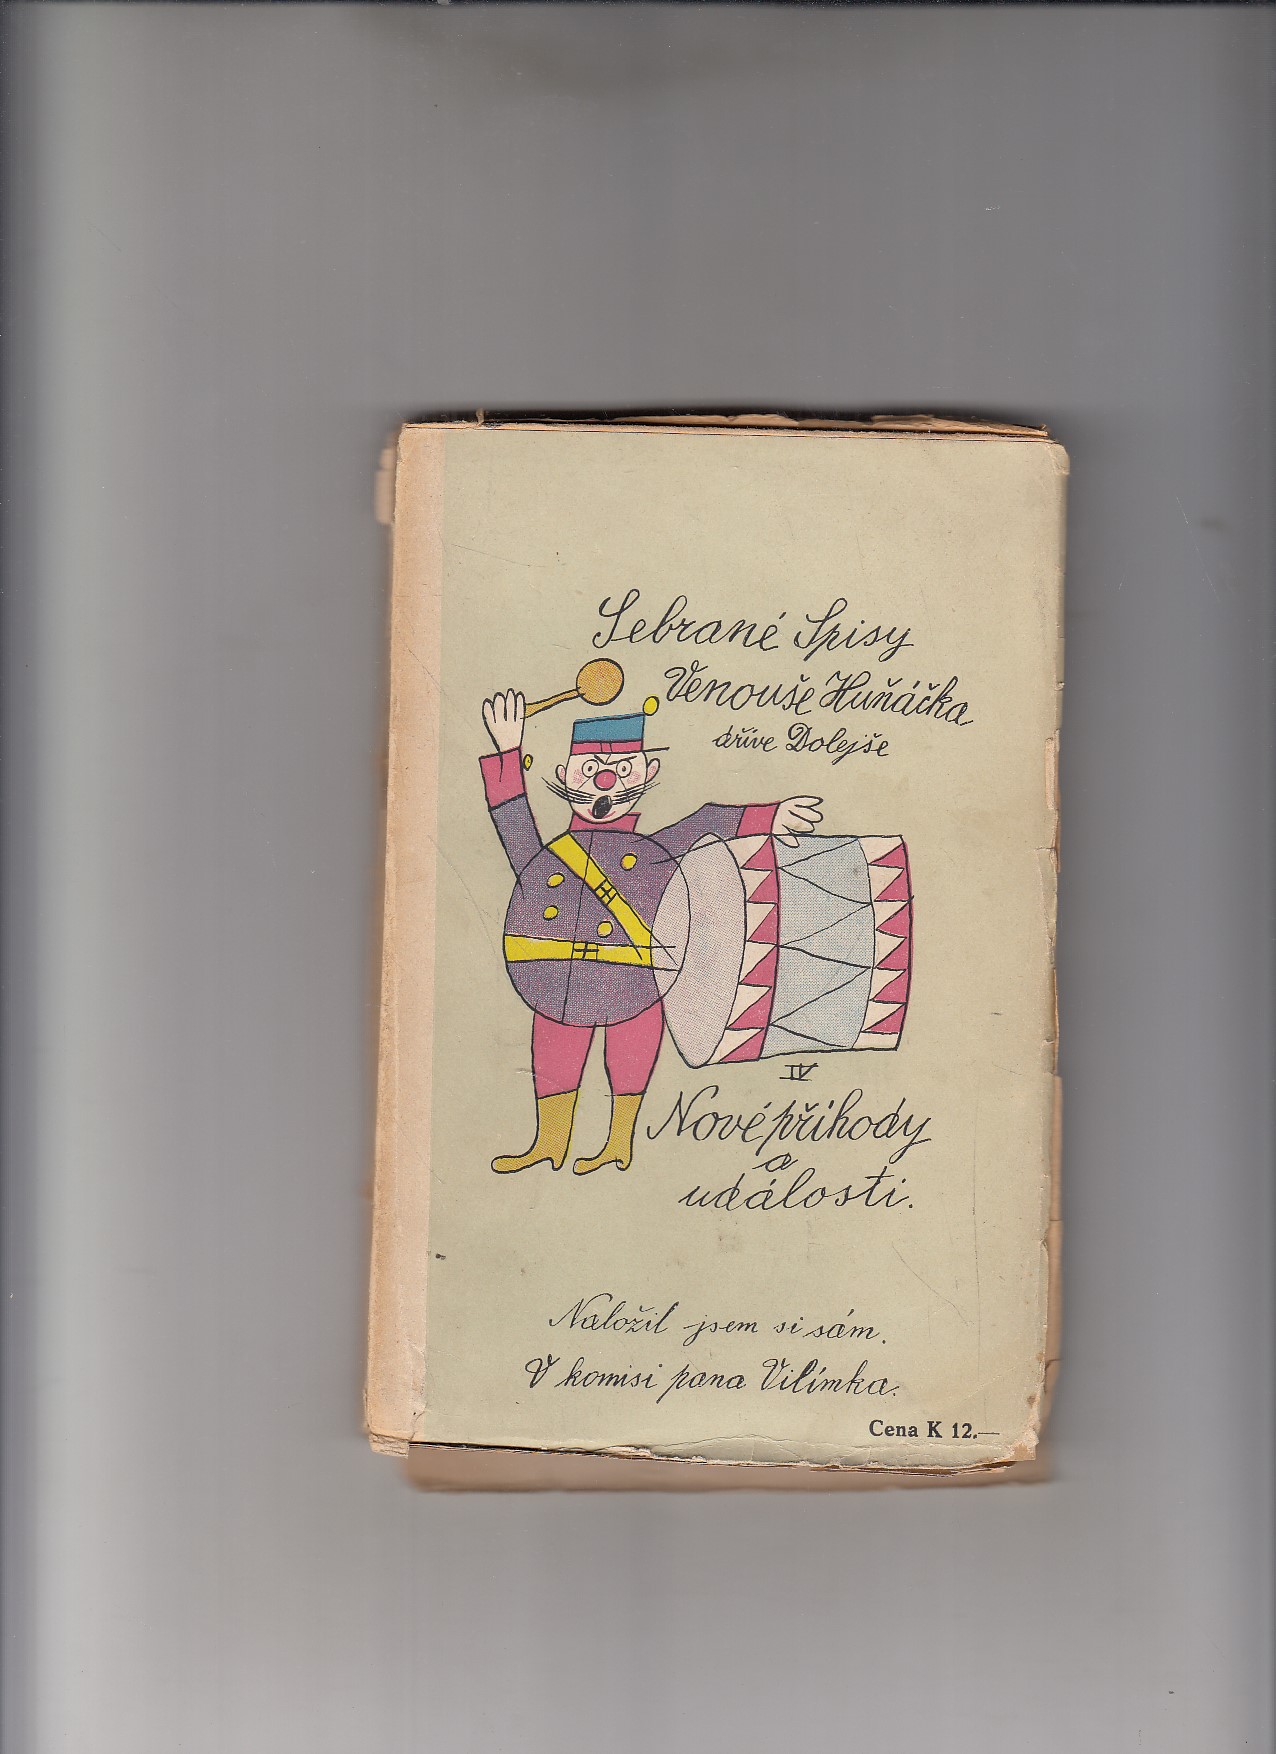 Sebrané Spisy
Venouše Huňáčka
dříve Dolejše
IV
Nové příhody
a
události.
Naložil jsem si sám.
V komisi pana Vilímka.
Cena K 12.—